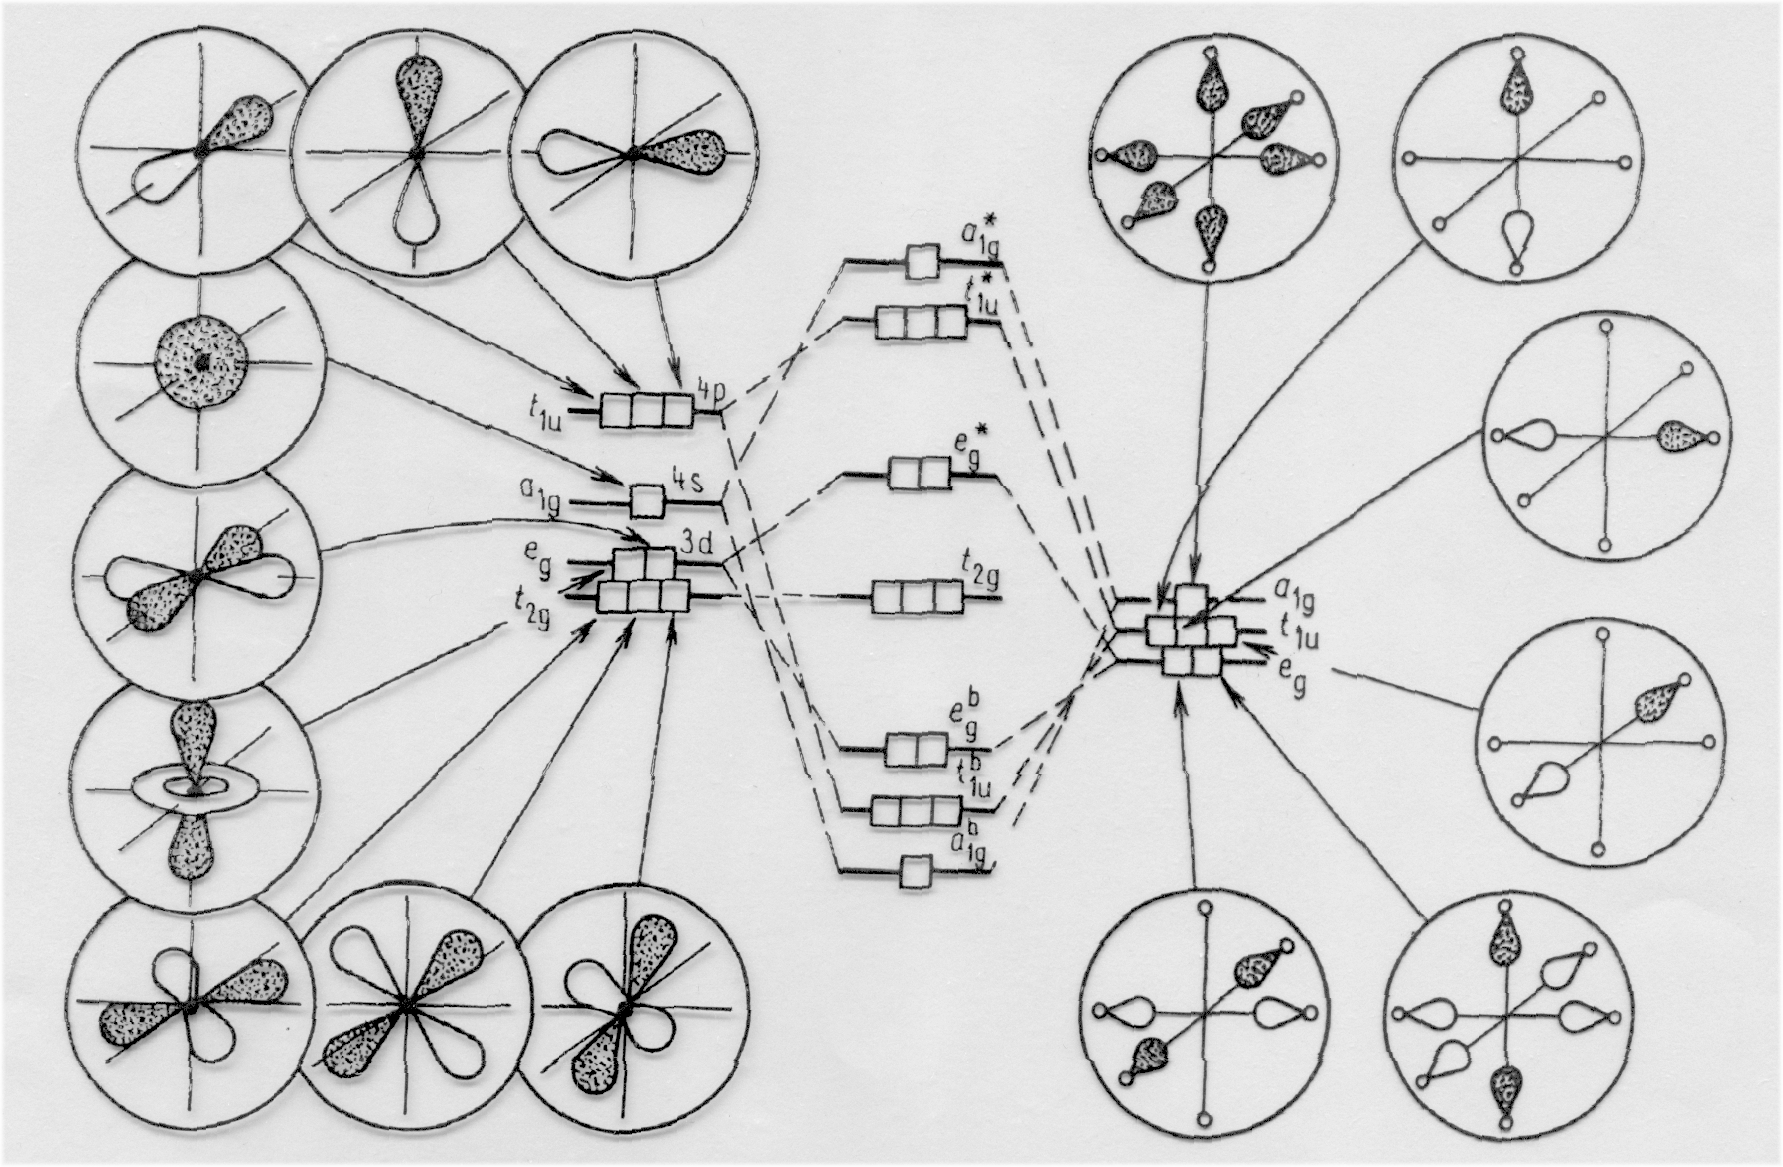 a1g*
t1u*
4p
t1u
eg*
4s
a1g
3d
eg
t2g
t2g
a1g
t1u
eg
eg^b
t1u^b
a1g^b